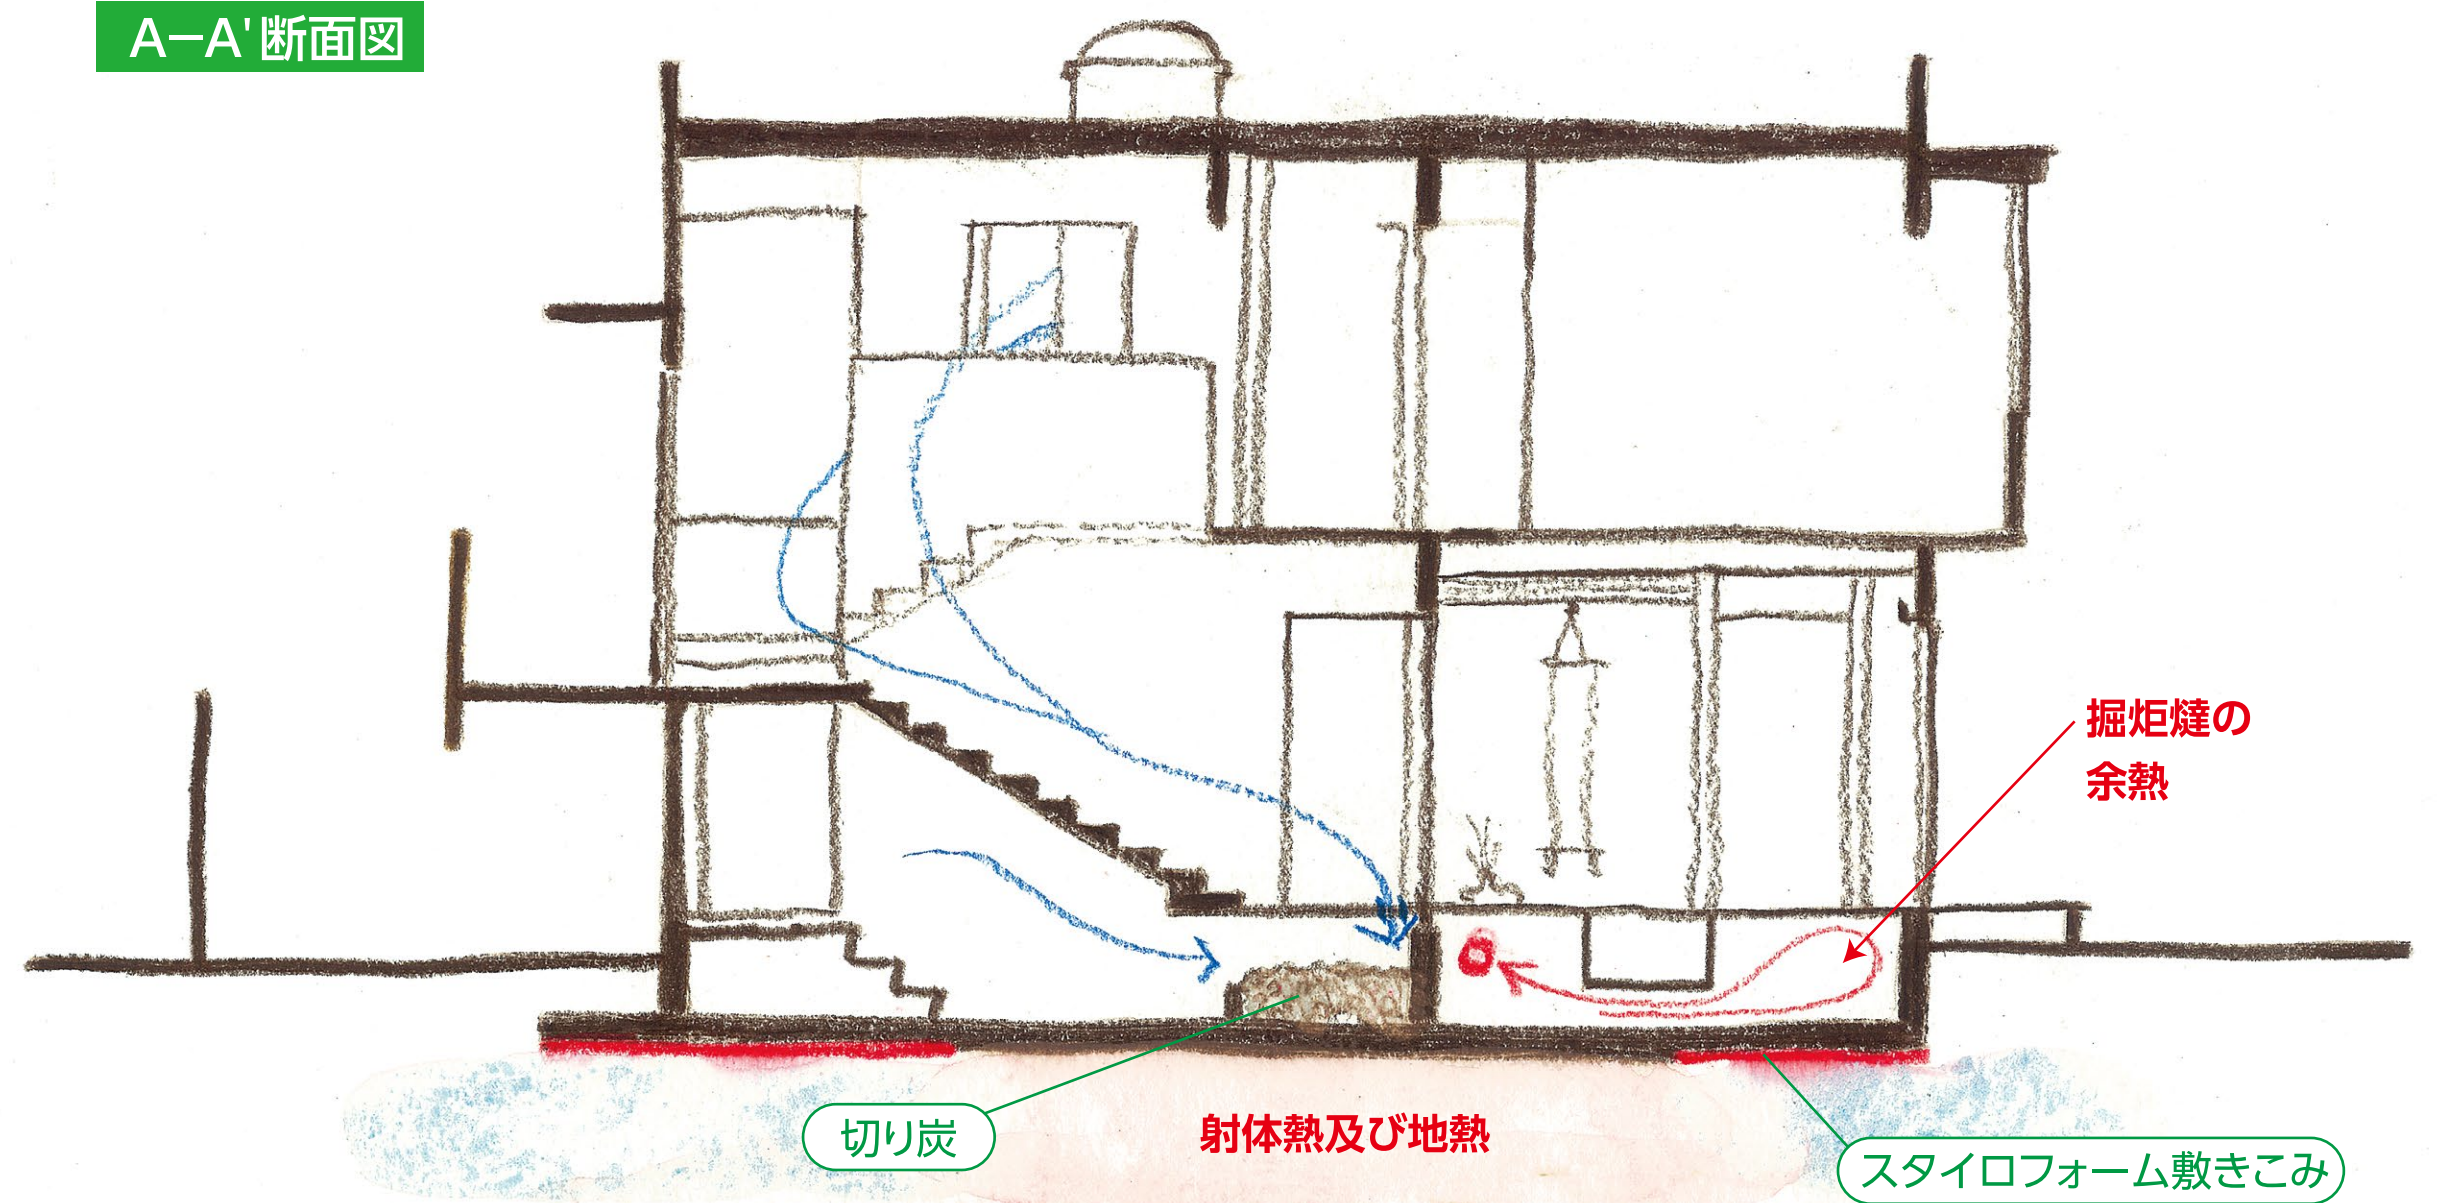 A−A'断面図
掘炬燵の
余熱
切り炭
射体熱及び地熱
スタイロフォーム敷きこみ